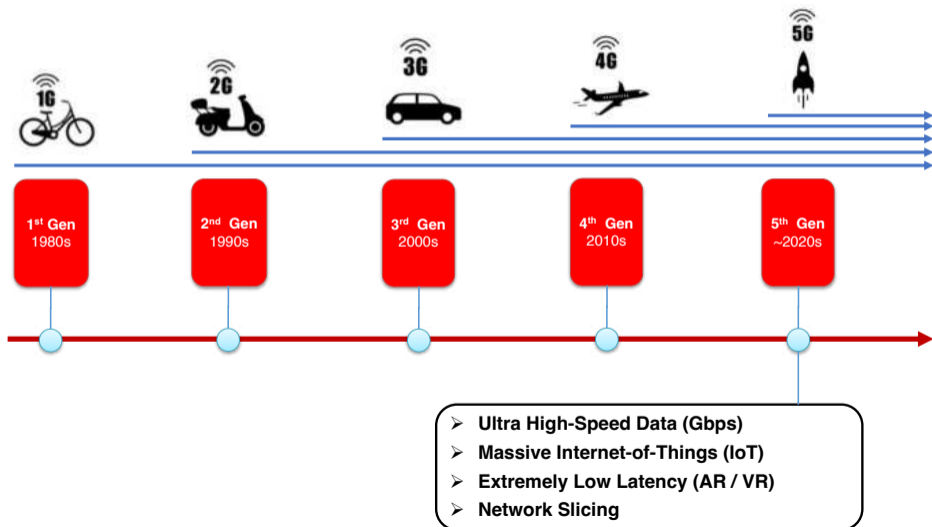 1G
2G
3G
4G
5G
1st Gen
1980s
2nd Gen
1990s
3rd Gen
2000s
4th Gen
2010s
5th Gen
~2020s
➢ Ultra High-Speed Data (Gbps)
➢ Massive Internet-of-Things (IoT)
➢ Extremely Low Latency (AR / VR)
➢ Network Slicing